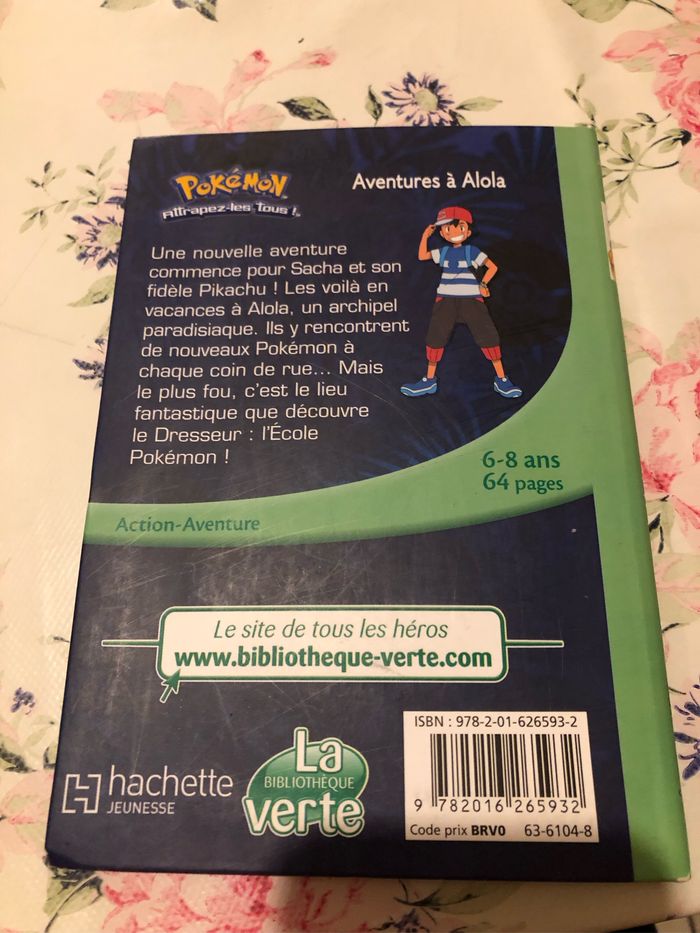 POKéMON
Attrapez-les Tous !
Aventures à Alola
Une nouvelle aventure
commence pour Sacha et son
fidèle Pikachu ! Les voilà en
vacances à Alola, un archipel
paradisiaque. Ils y rencontrent
de nouveaux Pokémon à
chaque coin de rue... Mais
le plus fou, c'est le lieu
fantastique que découvre
le Dresseur : l'École
Pokémon !
6-8 ans
64 pages
Action-Aventure
Le site de tous les héros
www.bibliotheque-verte.com
hachette
JEUNESSE
La
BIBLIOTHÈQUE
verte
ISBN : 978-2-01-626593-2
9 782016 265932
Code prix BRV0 63-6104-8